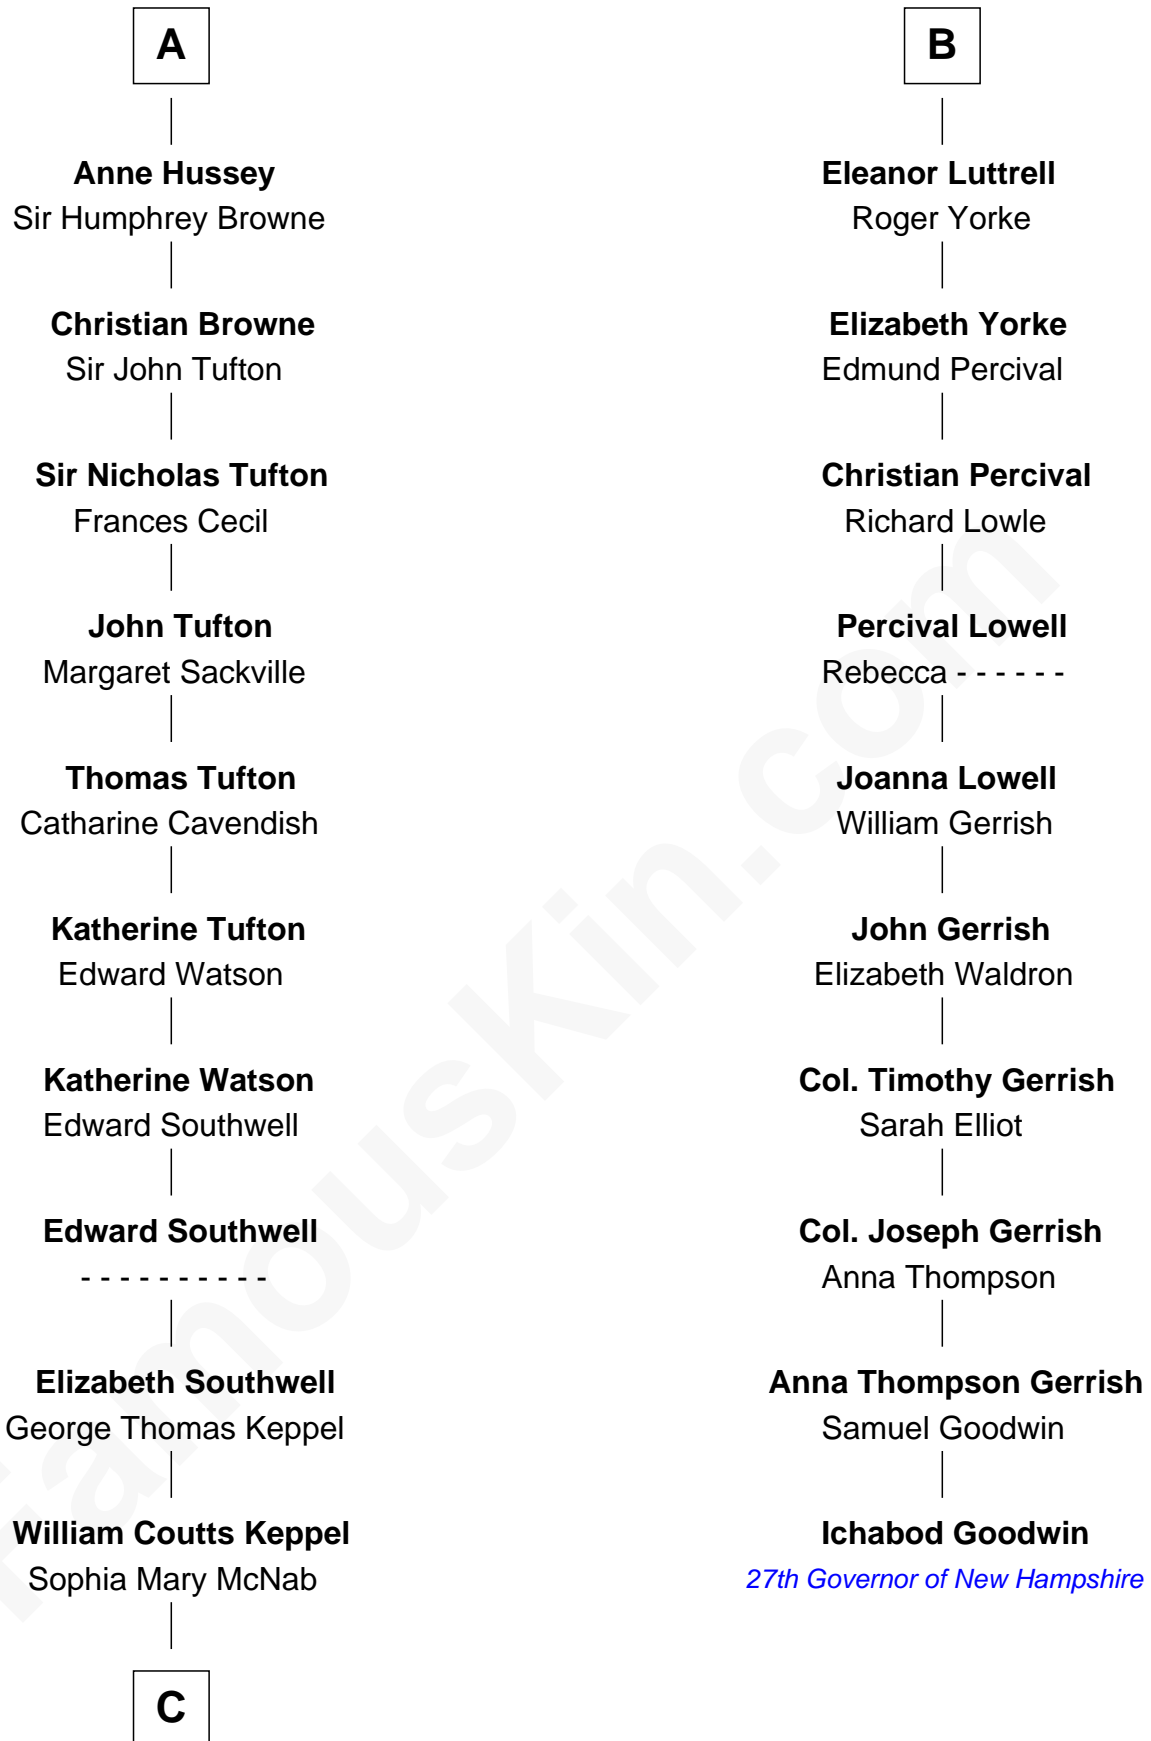 A
Anne Hussey
Sir Humphrey Browne
Christian Browne
Sir John Tufton
Sir Nicholas Tufton
Frances Cecil
John Tufton
Margaret Sackville
Thomas Tufton
Catharine Cavendish
Katherine Tufton
Edward Watson
Katherine Watson
Edward Southwell
Edward Southwell
- - - - - - - - - -
Elizabeth Southwell
George Thomas Keppel
William Coutts Keppel
Sophia Mary McNab
C
B
Eleanor Luttrell
Roger Yorke
Elizabeth Yorke
Edmund Percival
Christian Percival
Richard Lowle
Percival Lowell
Rebecca - - - - - -
Joanna Lowell
William Gerrish
John Gerrish
Elizabeth Waldron
Col. Timothy Gerrish
Sarah Elliot
Col. Joseph Gerrish
Anna Thompson
Anna Thompson Gerrish
Samuel Goodwin
Ichabod Goodwin
27th Governor of New Hampshire
FamousKin.com